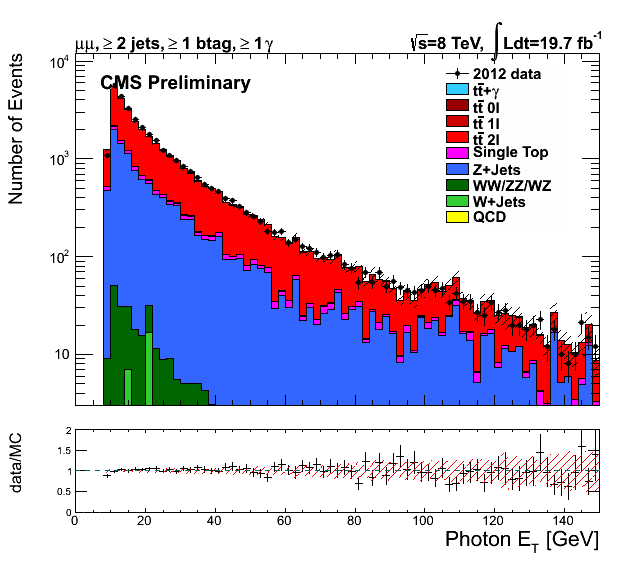 μμ, ≥ 2 jets, ≥ 1 btag, ≥ 1 γ
√s=8 TeV, ∫ Ldt=19.7 fb⁻¹
CMS Preliminary
Number of Events
10⁴
10³
10²
10
2012 data
tt̄+γ
tt̄ 0l
tt̄ 1l
tt̄ 2l
Single Top
Z+Jets
WW/ZZ/WZ
W+Jets
QCD
data/MC
2
1.5
1
0.5
0
0 20 40 60 80 100 120 140
Photon E_T [GeV]